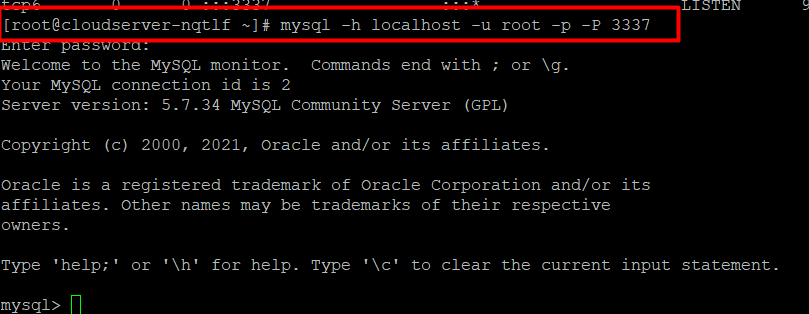 tcp6 0 0 :::3337 :::* LISTEN 9
[root@cloudserver-nqtlf ~]# mysql -h localhost -u root -p -P 3337
Enter password:
Welcome to the MySQL monitor.  Commands end with ; or \g.
Your MySQL connection id is 2
Server version: 5.7.34 MySQL Community Server (GPL)
Copyright (c) 2000, 2021, Oracle and/or its affiliates.
Oracle is a registered trademark of Oracle Corporation and/or its
affiliates. Other names may be trademarks of their respective
owners.
Type 'help;' or '\h' for help. Type '\c' to clear the current input statement.
mysql>